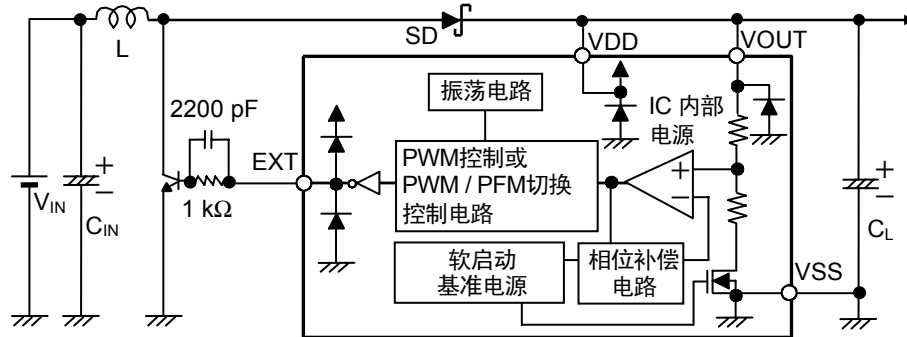 L
SD
VDD
VOUT
2200 pF
振荡电路
IC 内部
电源
EXT
PWM控制或
PWM / PFM切换
控制电路
+
−
+
−
+
−
+
−
VIN
CIN
1 kΩ
CL
软启动
基准电源
相位补偿
电路
VSS